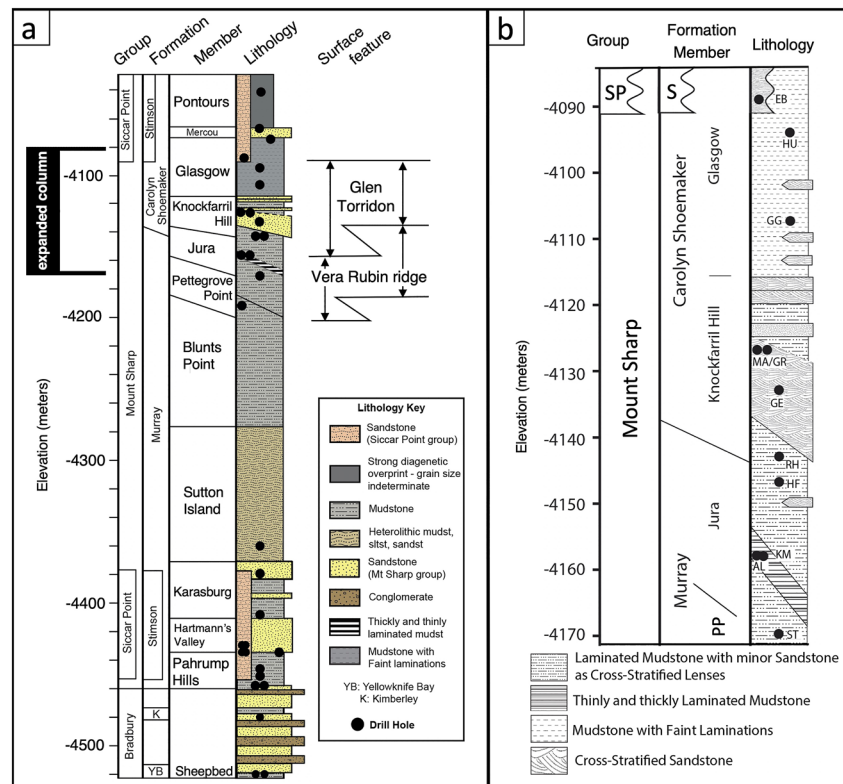 a
Group
Formation
Member
Lithology
Surface
feature
Elevation (meters)
expanded column
-4100
-4200
-4300
-4400
-4500
Siccar Point
Mount Sharp
Siccar Point
Bradbury
Stimson
Carolyn
Shoemaker
Murray
Stimson
K
YB
Pontours
Mercou
Glasgow
Knockfarril
Hill
Jura
Pettegrove
Point
Blunts
Point
Sutton
Island
Karasburg
Hartmann's
Valley
Pahrump
Hills
Sheepbed
Glen
Torridon
Vera Rubin ridge
Lithology Key
Sandstone
(Siccar Point group)
Strong diagenetic
overprint - grain size
indeterminate
Mudstone
Heterolithic mudst,
sltst, sandst
Sandstone
(Mt Sharp group)
Conglomerate
Thickly and thinly
laminated mudst
Mudstone with
Faint laminations
YB: Yellowknife Bay
K: Kimberley
Drill Hole
b
Group
Formation
Member
Lithology
Elevation (meters)
-4090
-4100
-4110
-4120
-4130
-4140
-4150
-4160
-4170
SP
S
Mount Sharp
Carolyn Shoemaker
Murray
Glasgow
Knockfarril Hill
Jura
PP
EB
HU
GG
MA/GR
GE
RH
HF
KM
AL
ST
Laminated Mudstone with minor Sandstone
as Cross-Stratified Lenses
Thinly and thickly Laminated Mudstone
Mudstone with Faint Laminations
Cross-Stratified Sandstone